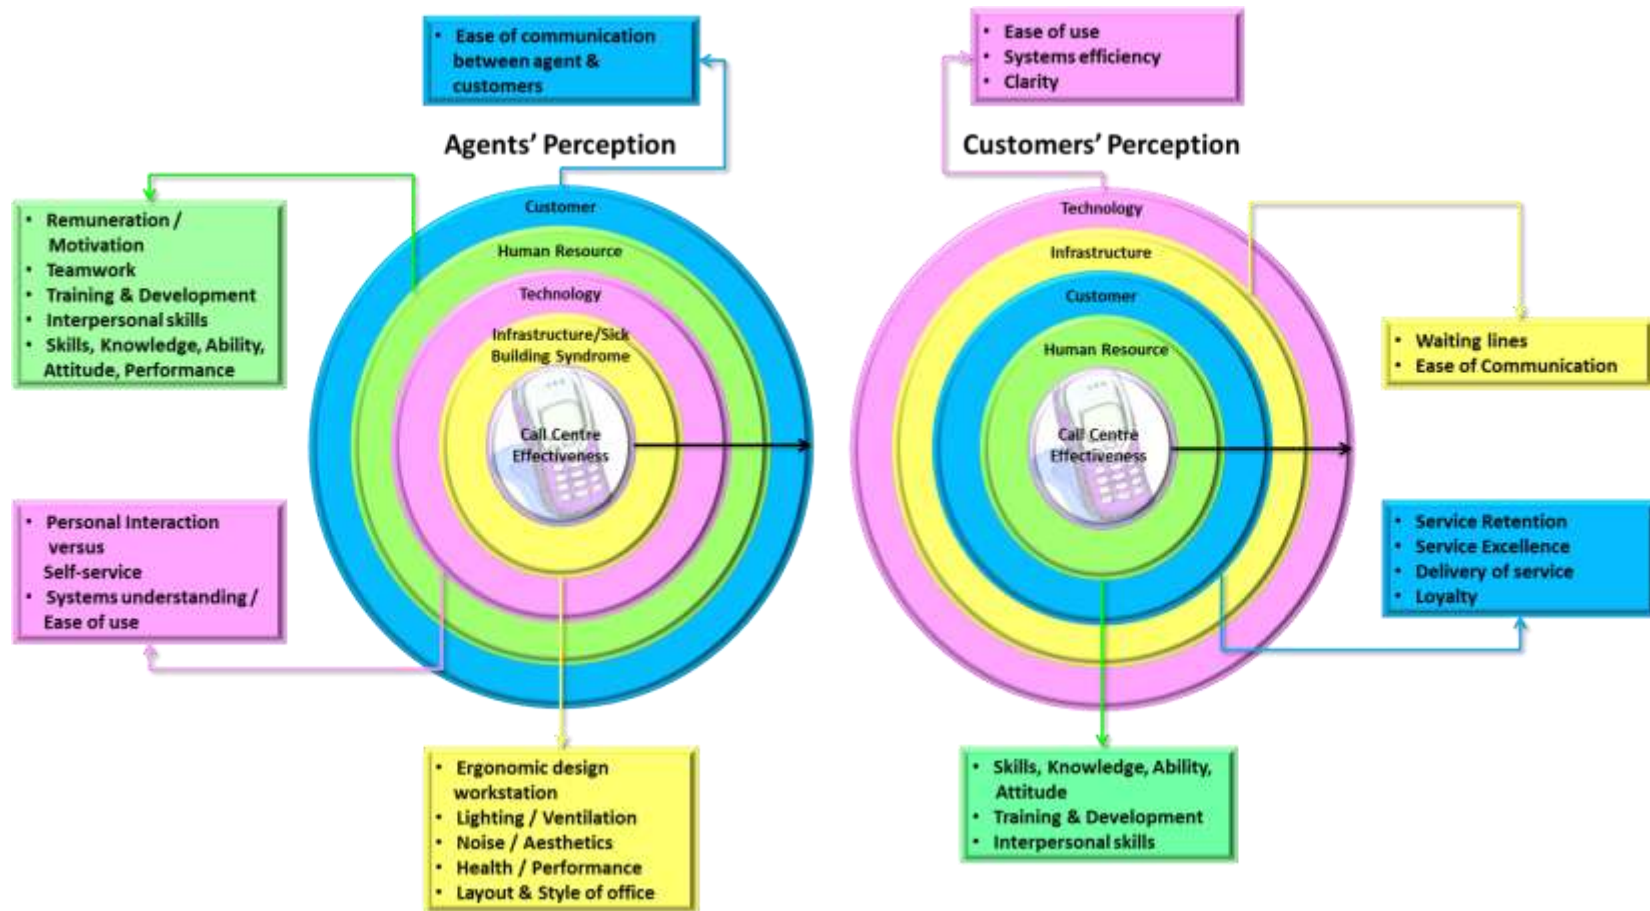 • Ease of communication
between agent &
customers
• Ease of use
• Systems efficiency
• Clarity
Agents' Perception
Customers' Perception
• Remuneration /
Motivation
• Teamwork
• Training & Development
• Interpersonal skills
• Skills, Knowledge, Ability,
Attitude, Performance
Customer
Human Resource
Technology
Infrastructure/Sick
Building Syndrome
Call Centre
Effectiveness
Technology
Infrastructure
Customer
Human Resource
Call Centre
Effectiveness
• Waiting lines
• Ease of Communication
• Personal Interaction
versus
Self-service
• Systems understanding /
Ease of use
• Service Retention
• Service Excellence
• Delivery of service
• Loyalty
• Ergonomic design
workstation
• Lighting / Ventilation
• Noise / Aesthetics
• Health / Performance
• Layout & Style of office
• Skills, Knowledge, Ability,
Attitude
• Training & Development
• Interpersonal skills